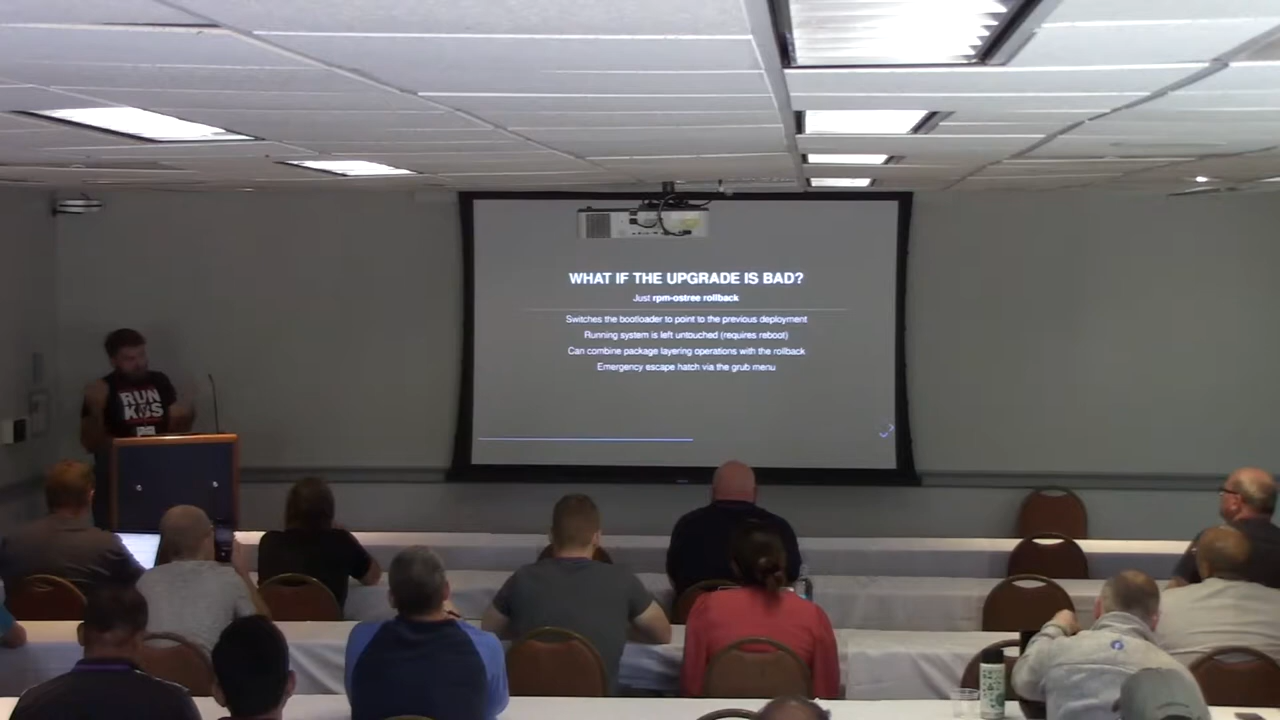 WHAT IF THE UPGRADE IS BAD?
Just rpm-ostree rollback
Switches the bootloader to point to the previous deployment
Running system is left untouched (requires reboot)
Can combine package layering operations with the rollback
Emergency escape hatch via the grub menu
RUN
K8S